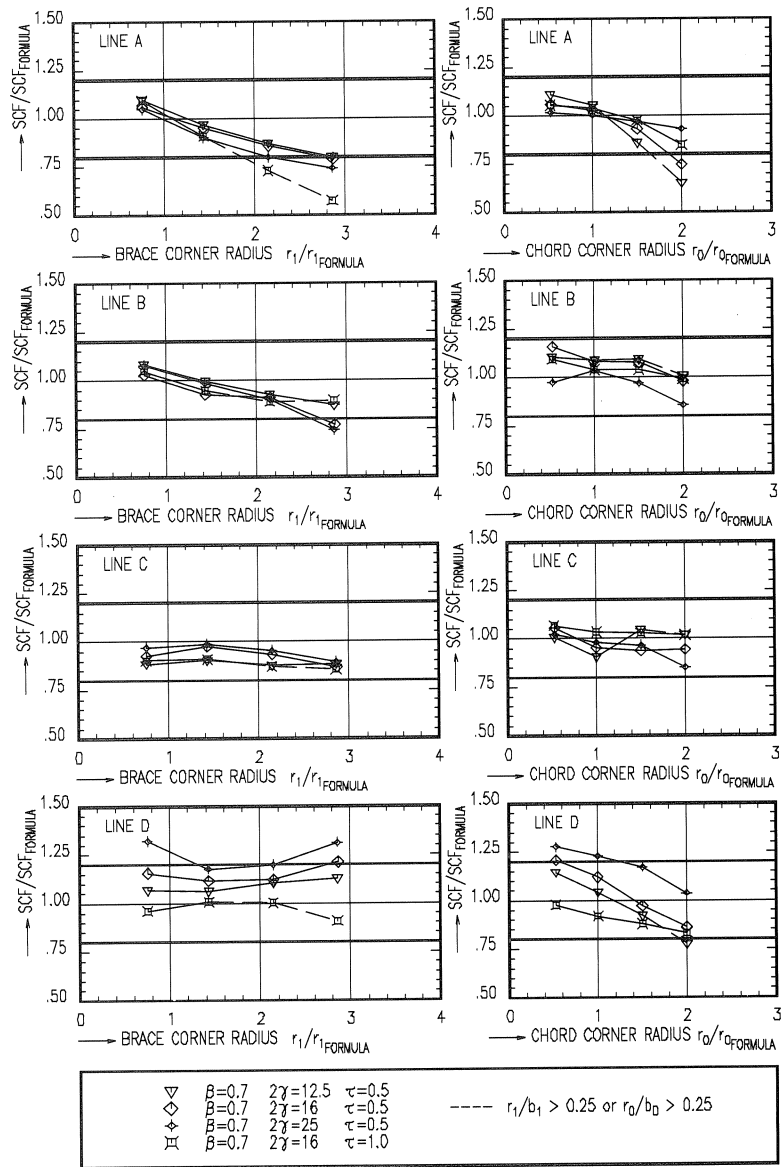 LINE A
SCF/SCF_FORMULA
1.50
1.25
1.00
.75
.50
0 1 2 3 4
BRACE CORNER RADIUS r₁/r₁FORMULA
LINE A
SCF/SCF_FORMULA
1.50
1.25
1.00
.75
.50
0 1 2 3
CHORD CORNER RADIUS r₀/r₀FORMULA
LINE B
SCF/SCF_FORMULA
1.50
1.25
1.00
.75
.50
0 1 2 3 4
BRACE CORNER RADIUS r₁/r₁FORMULA
LINE B
SCF/SCF_FORMULA
1.50
1.25
1.00
.75
.50
0 1 2 3
CHORD CORNER RADIUS r₀/r₀FORMULA
LINE C
SCF/SCF_FORMULA
1.50
1.25
1.00
.75
.50
0 1 2 3 4
BRACE CORNER RADIUS r₁/r₁FORMULA
LINE C
SCF/SCF_FORMULA
1.50
1.25
1.00
.75
.50
0 1 2 3
CHORD CORNER RADIUS r₀/r₀FORMULA
LINE D
SCF/SCF_FORMULA
1.50
1.25
1.00
.75
.50
0 1 2 3 4
BRACE CORNER RADIUS r₁/r₁FORMULA
LINE D
SCF/SCF_FORMULA
1.50
1.25
1.00
.75
.50
0 1 2 3
CHORD CORNER RADIUS r₀/r₀FORMULA
β=0.7 2γ=12.5 τ=0.5
β=0.7 2γ=16 τ=0.5
β=0.7 2γ=25 τ=0.5
β=0.7 2γ=16 τ=1.0
r₁/b₁ > 0.25 or r₀/b₀ > 0.25